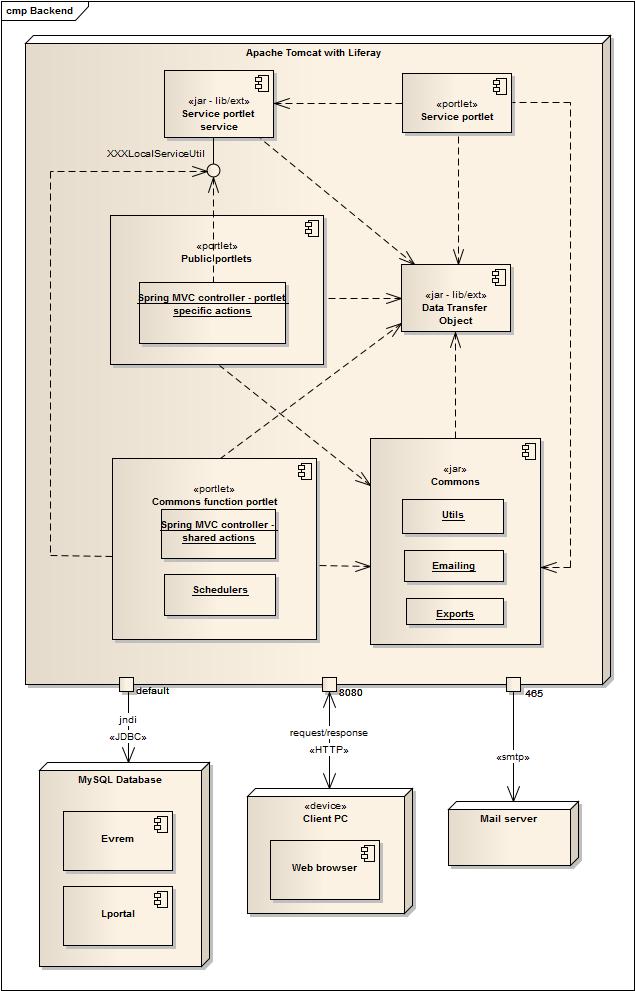 cmp Backend
Apache Tomcat with Liferay
«jar - lib/ext»
Service portlet
service
«portlet»
Service portlet
XXXLocalServiceUtil
«portlet»
Public portlets
Spring MVC controller - portlet
specific actions
«jar - lib/ext»
Data Transfer
Object
«portlet»
Commons function portlet
Spring MVC controller -
shared actions
Schedulers
«jar»
Commons
Utils
Emailing
Exports
default
8080
465
jndi
«JDBC»
request/response
«HTTP»
«smtp»
MySQL Database
Evrem
Lportal
«device»
Client PC
Web browser
Mail server